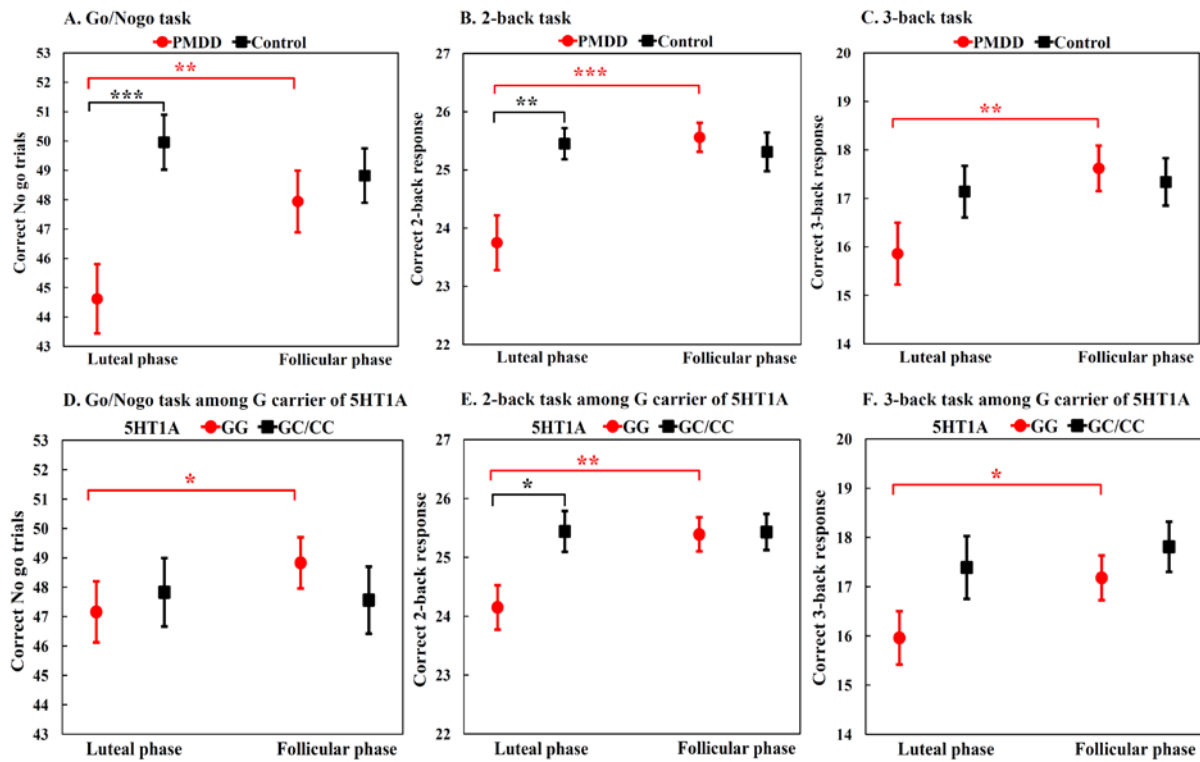 A. Go/Nogo task
PMDD Control
53
52
51
50
49
48
47
46
45
44
43
Correct No go trials
**
***
Luteal phase Follicular phase
B. 2-back task
PMDD Control
27
26
25
24
23
22
Correct 2-back response
***
**
Luteal phase Follicular phase
C. 3-back task
PMDD Control
20
19
18
17
16
15
14
Correct 3-back response
**
Luteal phase Follicular phase
D. Go/Nogo task among G carrier of 5HT1A
5HT1A GG GC/CC
53
52
51
50
49
48
47
46
45
44
43
Correct No go trials
*
Luteal phase Follicular phase
E. 2-back task among G carrier of 5HT1A
5HT1A GG GC/CC
27
26
25
24
23
22
Correct 2-back response
**
*
Luteal phase Follicular phase
F. 3-back task among G carrier of 5HT1A
5HT1A GG GC/CC
20
19
18
17
16
15
14
Correct 3-back response
*
Luteal phase Follicular phase